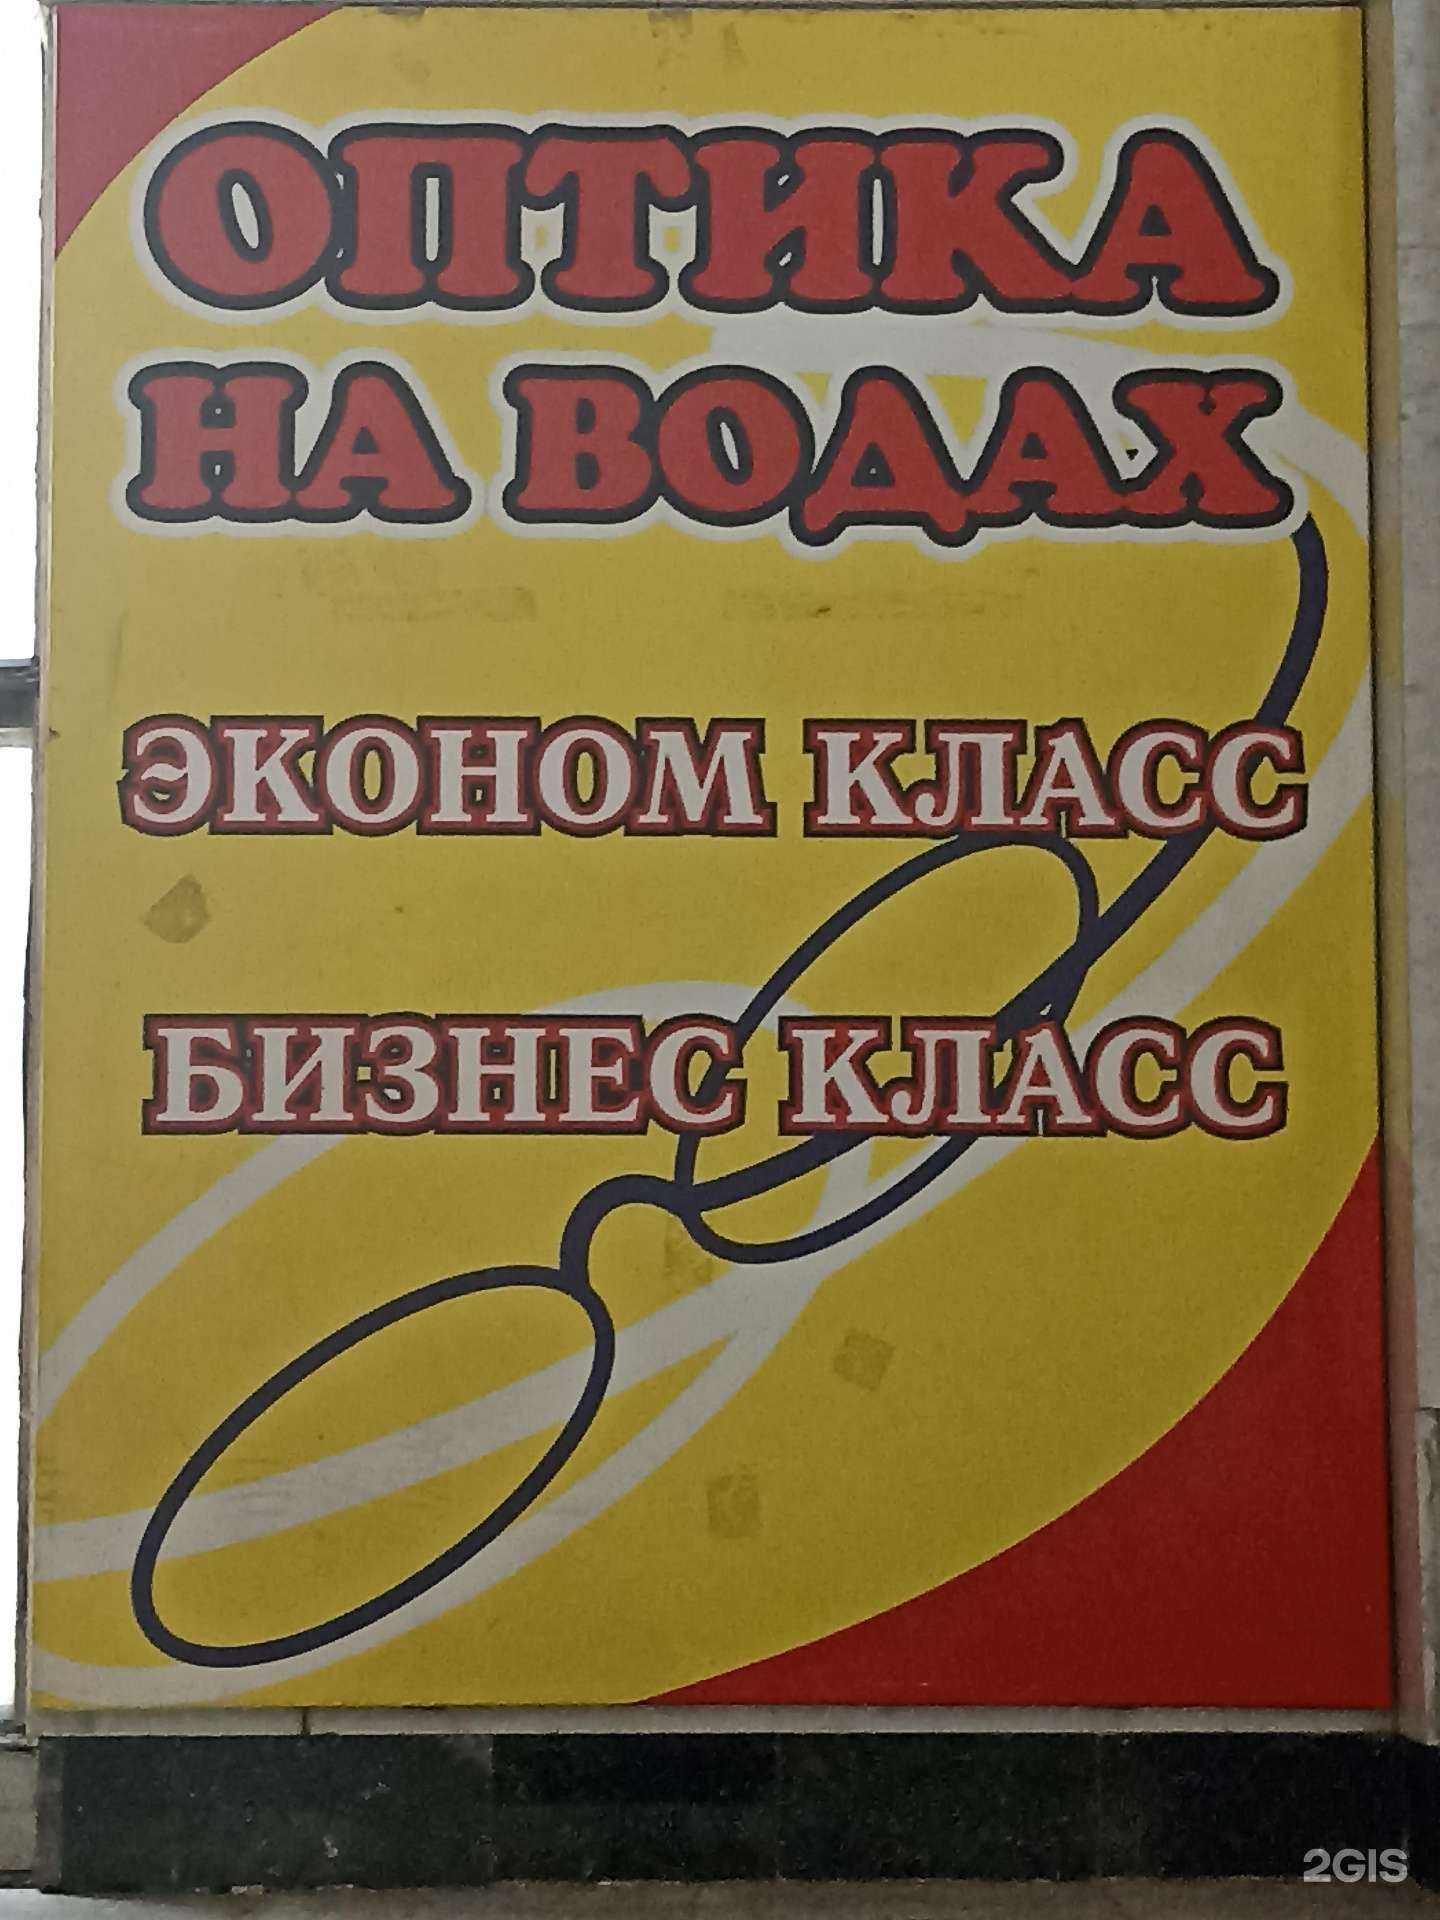 ОПТИКА
НА ВОДАХ
ЭКОНОМ КЛАСС
БИЗНЕС КЛАСС
2GIS